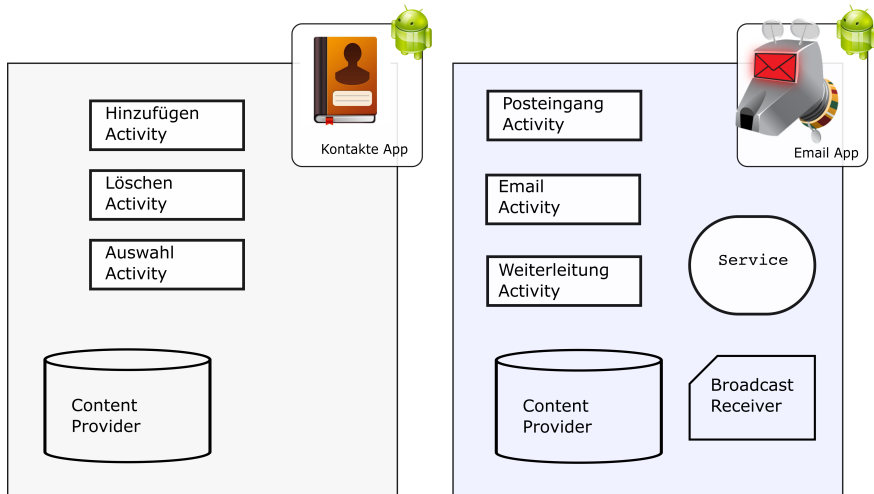 Kontakte App
Hinzufügen
Activity
Löschen
Activity
Auswahl
Activity
Content
Provider
Email App
Posteingang
Activity
Email
Activity
Weiterleitung
Activity
Service
Content
Provider
Broadcast
Receiver